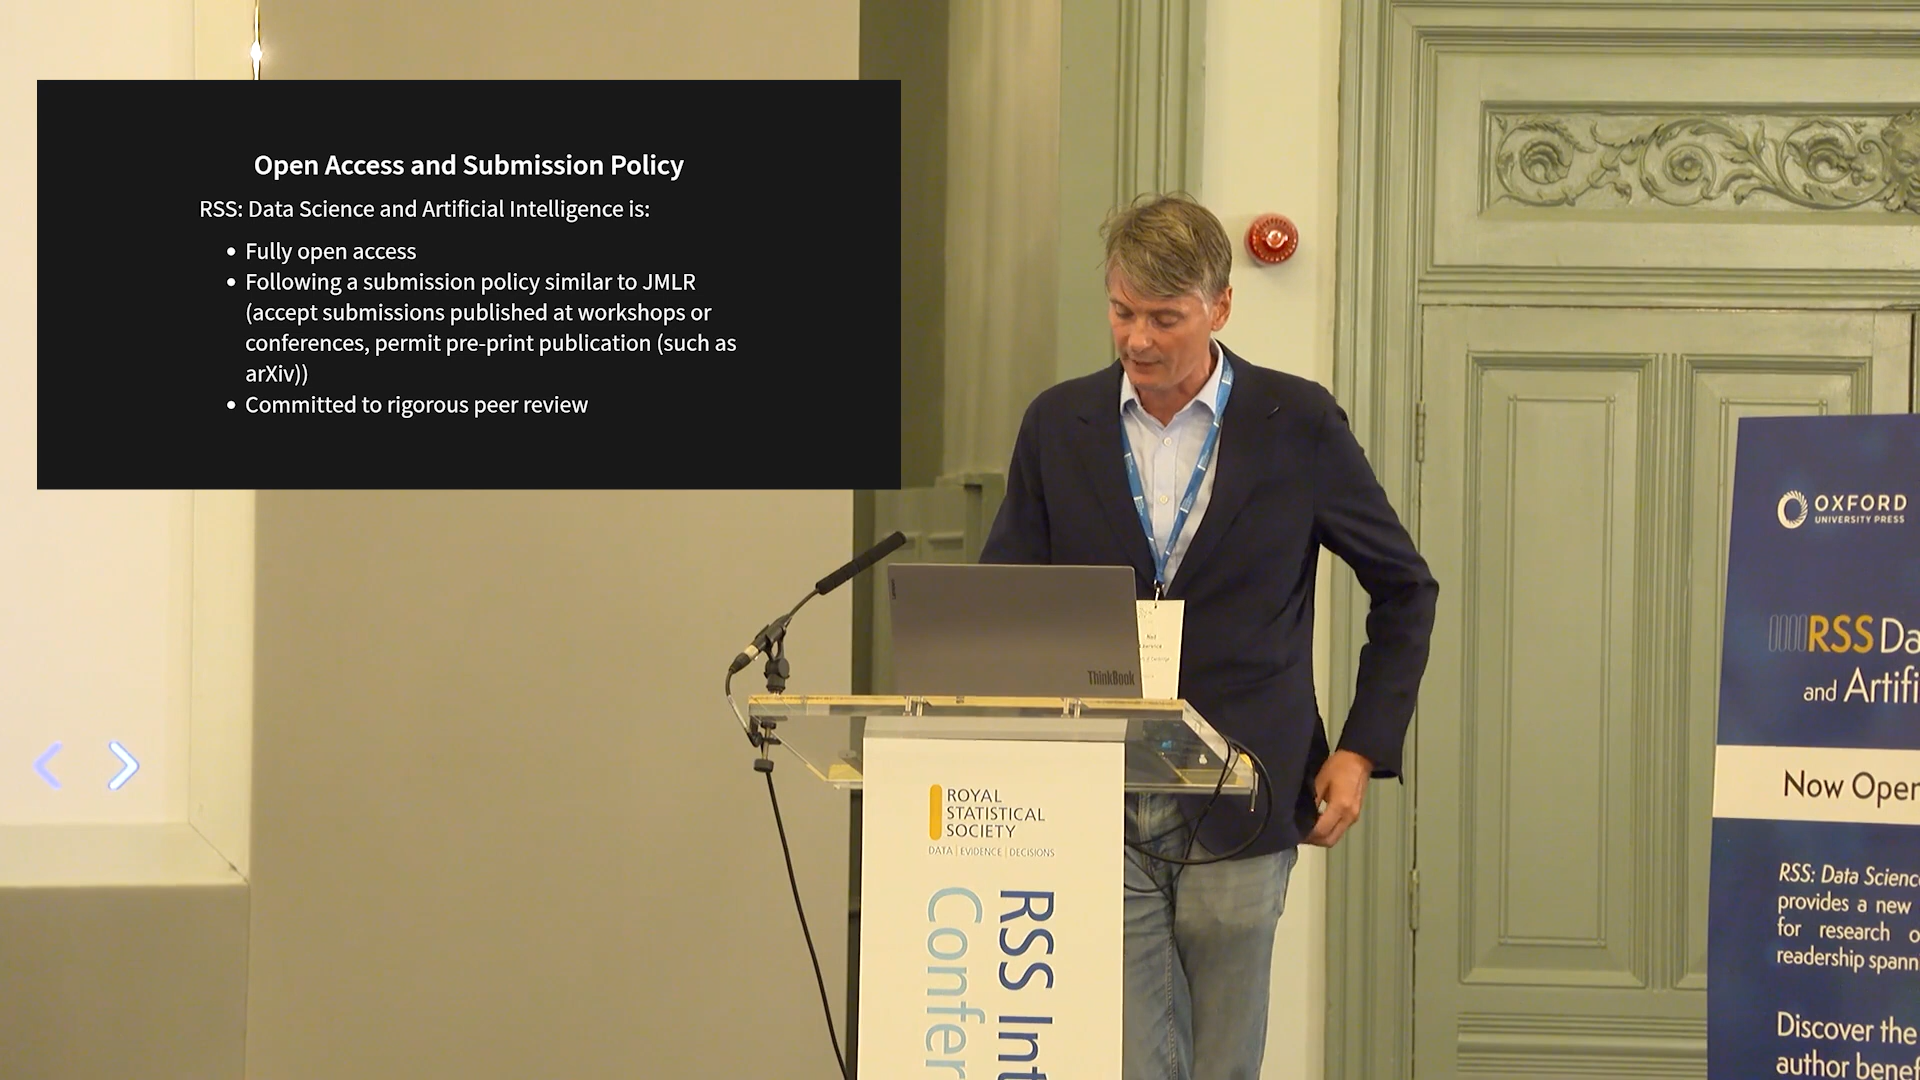 Open Access and Submission Policy
RSS: Data Science and Artificial Intelligence is:
• Fully open access
• Following a submission policy similar to JMLR
(accept submissions published at workshops or
conferences, permit pre-print publication (such as
arXiv))
• Committed to rigorous peer review
ThinkBook
ROYAL
STATISTICAL
SOCIETY
DATA | EVIDENCE | DECISIONS
RSS Int
Confer
OXFORD
UNIVERSITY PRESS
RSS Da
and Artifi
Now Open
RSS: Data Science
provides a new
for research o
readership spann
Discover the
author benef